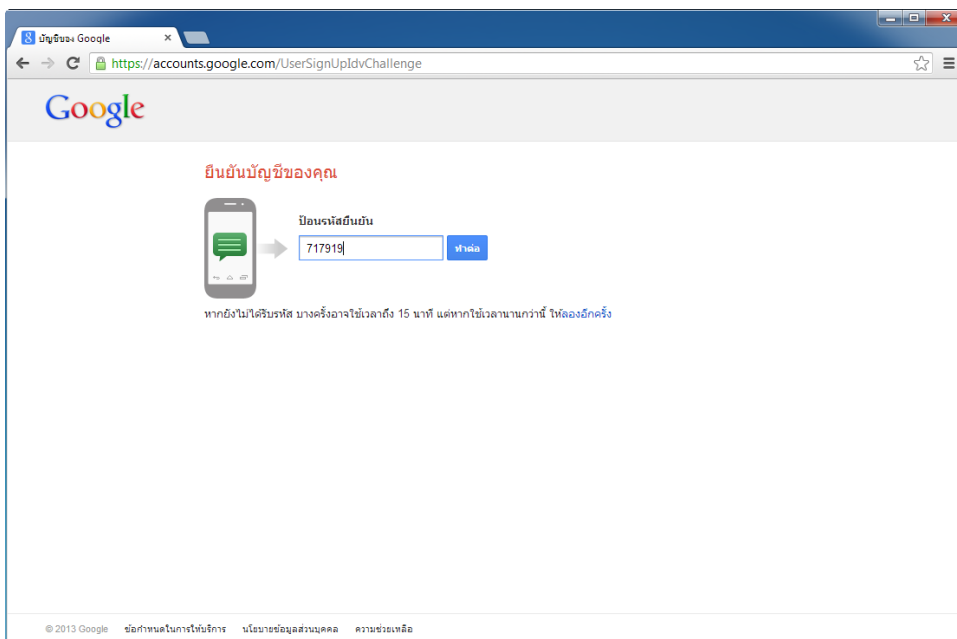 บัญชีของ Google
https://accounts.google.com/UserSignUpIdvChallenge
Google
ยืนยันบัญชีของคุณ
ป้อนรหัสยืนยัน
717919 ทำต่อ
หากยังไม่ได้รับรหัส บางครั้งอาจใช้เวลาถึง 15 นาที แต่หากใช้เวลานานกว่านี้ ให้ลองอีกครั้ง
© 2013 Google ข้อกำหนดในการให้บริการ นโยบายข้อมูลส่วนบุคคล ความช่วยเหลือ